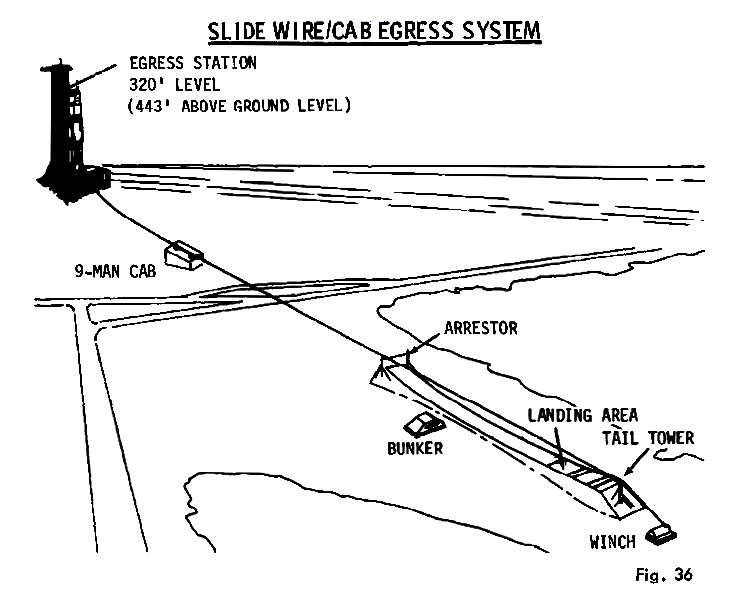 SLIDE WIRE/CAB EGRESS SYSTEM
EGRESS STATION
320' LEVEL
(443' ABOVE GROUND LEVEL)
9-MAN CAB
ARRESTOR
LANDING AREA
TAIL TOWER
BUNKER
WINCH
Fig. 36